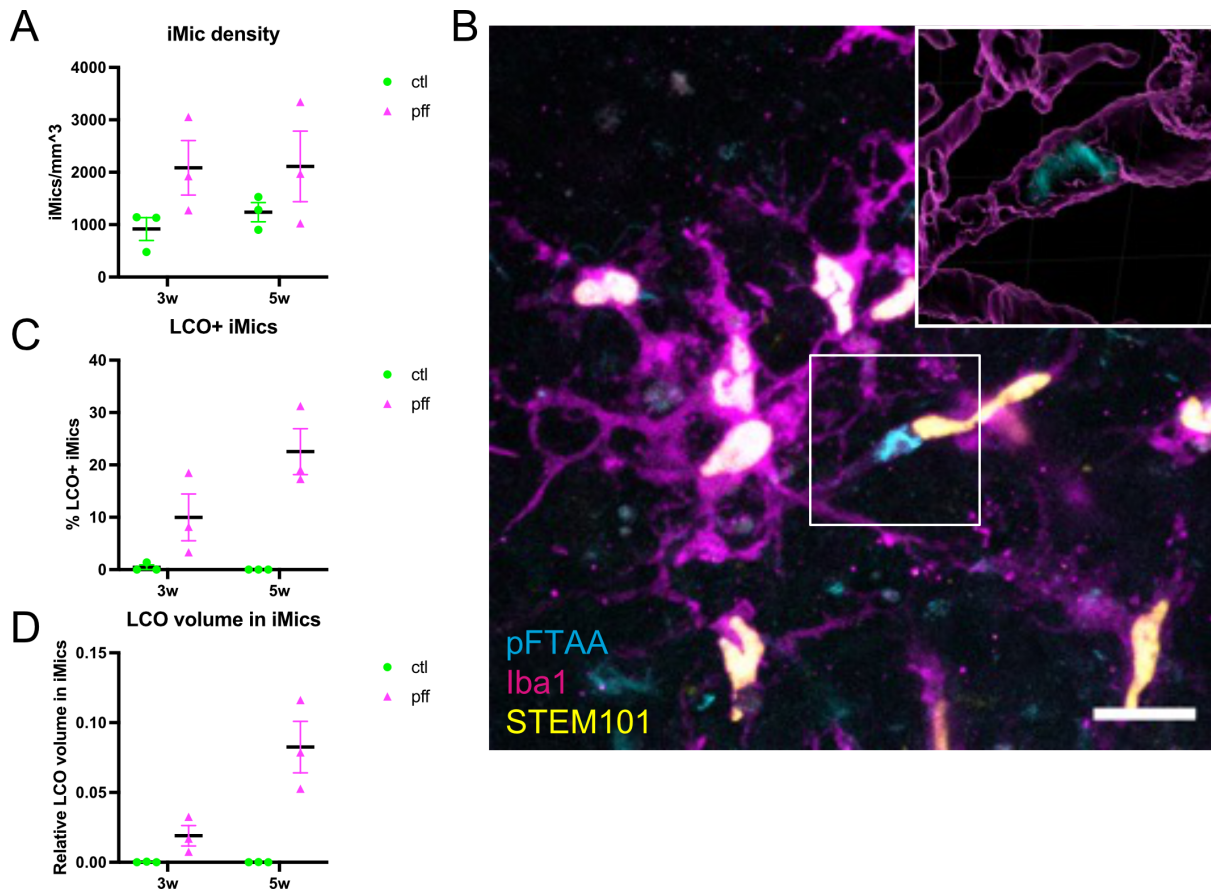 A
iMic density
iMics/mm^3
4000
3000
2000
1000
0
3w
5w
ctl
pff
B
pFTAA
Iba1
STEM101
C
LCO+ iMics
% LCO+ iMics
40
30
20
10
0
3w
5w
ctl
pff
D
LCO volume in iMics
Relative LCO volume in iMics
0.15
0.10
0.05
0.00
3w
5w
ctl
pff